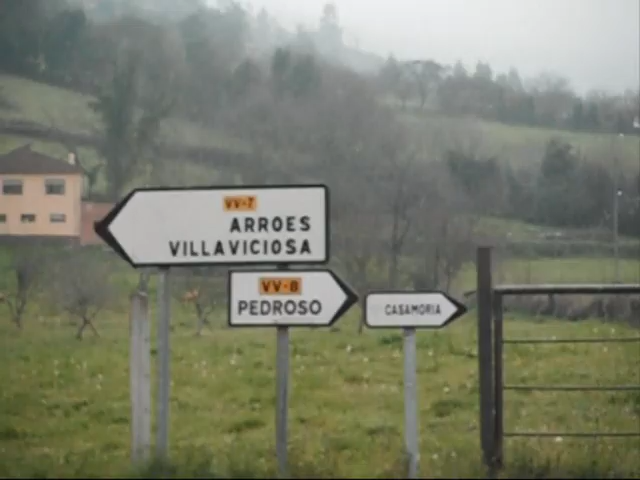 VV-7
ARROES
VILLAVICIOSA
VV-8
PEDROSO
CASAMORIA